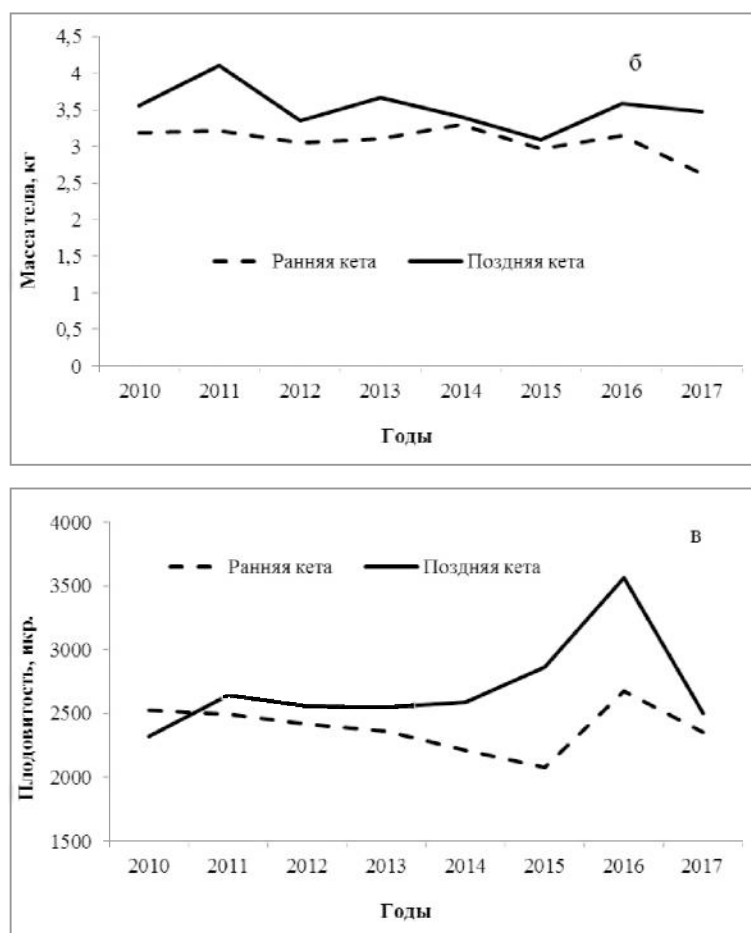 4,5
4
3,5
3
2,5
2
1,5
1
0,5
0
Масса тела, кг
б
Ранняя кета
Поздняя кета
2010 2011 2012 2013 2014 2015 2016 2017
Годы
4000
3500
3000
2500
2000
1500
Плодовитость, икр.
в
Ранняя кета
Поздняя кета
2010 2011 2012 2013 2014 2015 2016 2017
Годы